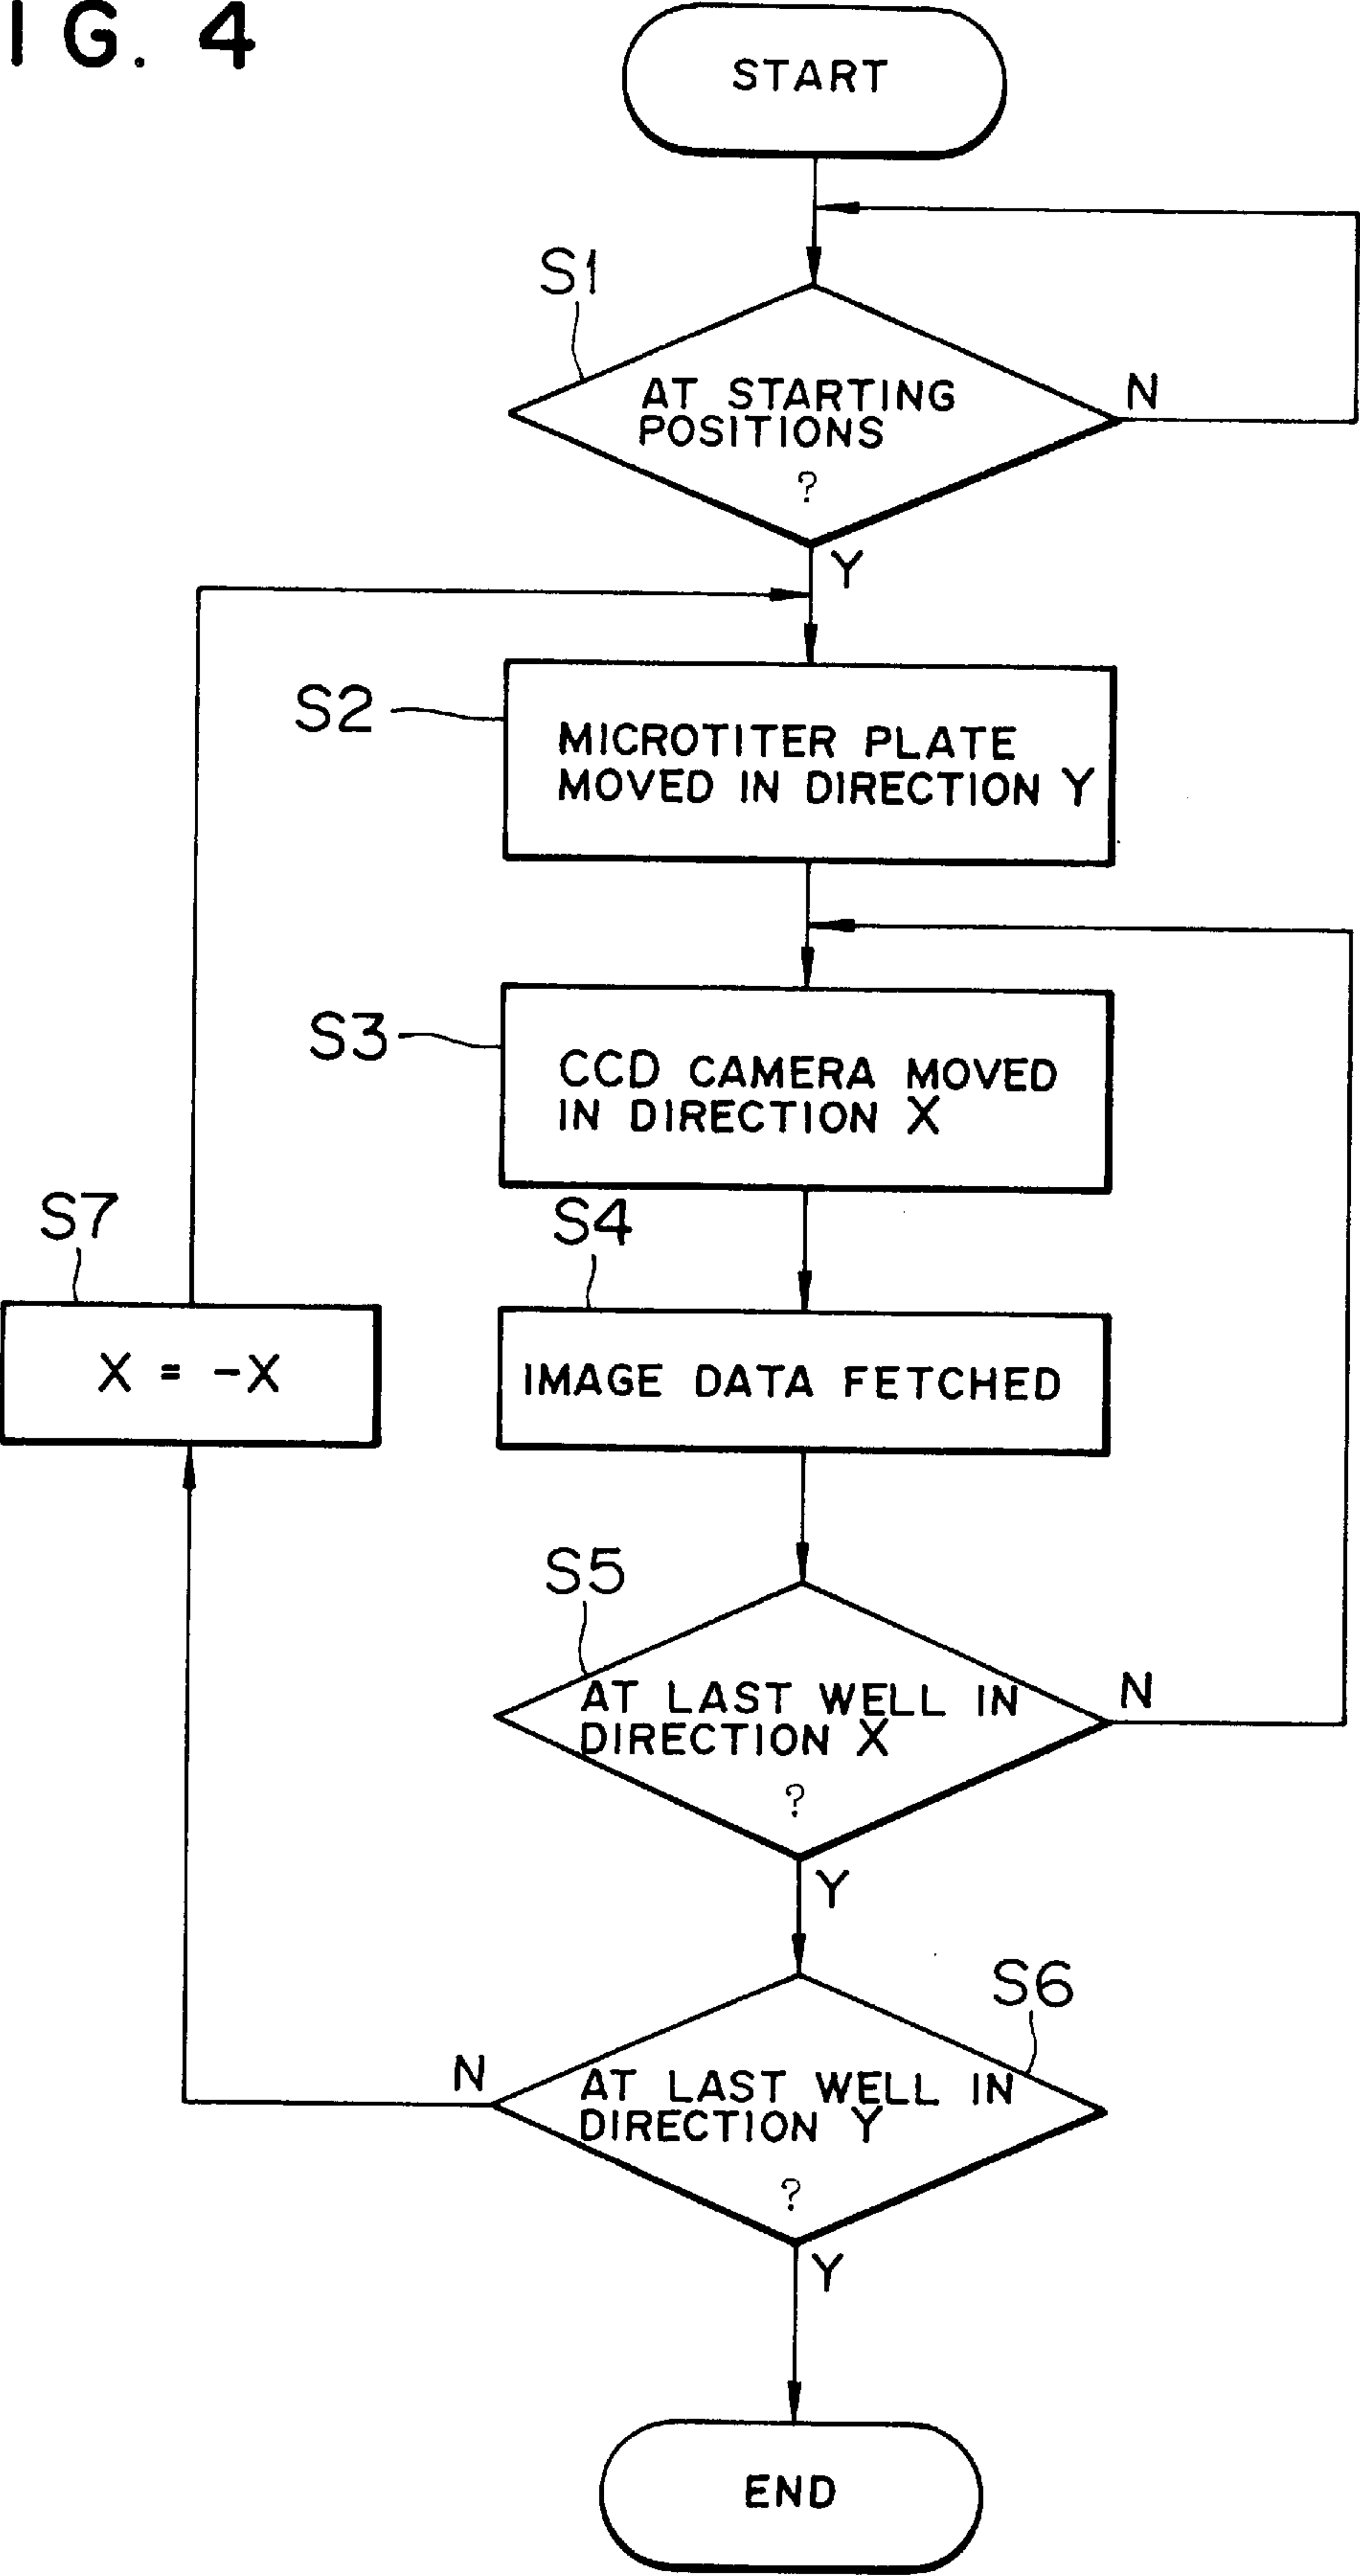 IG. 4
START
S1
AT STARTING
POSITIONS
?
N
Y
S2
MICROTITER PLATE
MOVED IN DIRECTION Y
S3
CCD CAMERA MOVED
IN DIRECTION X
S7
X = -X
S4
IMAGE DATA FETCHED
S5
AT LAST WELL IN
DIRECTION X
?
N
Y
S6
AT LAST WELL IN
DIRECTION Y
?
N
Y
END